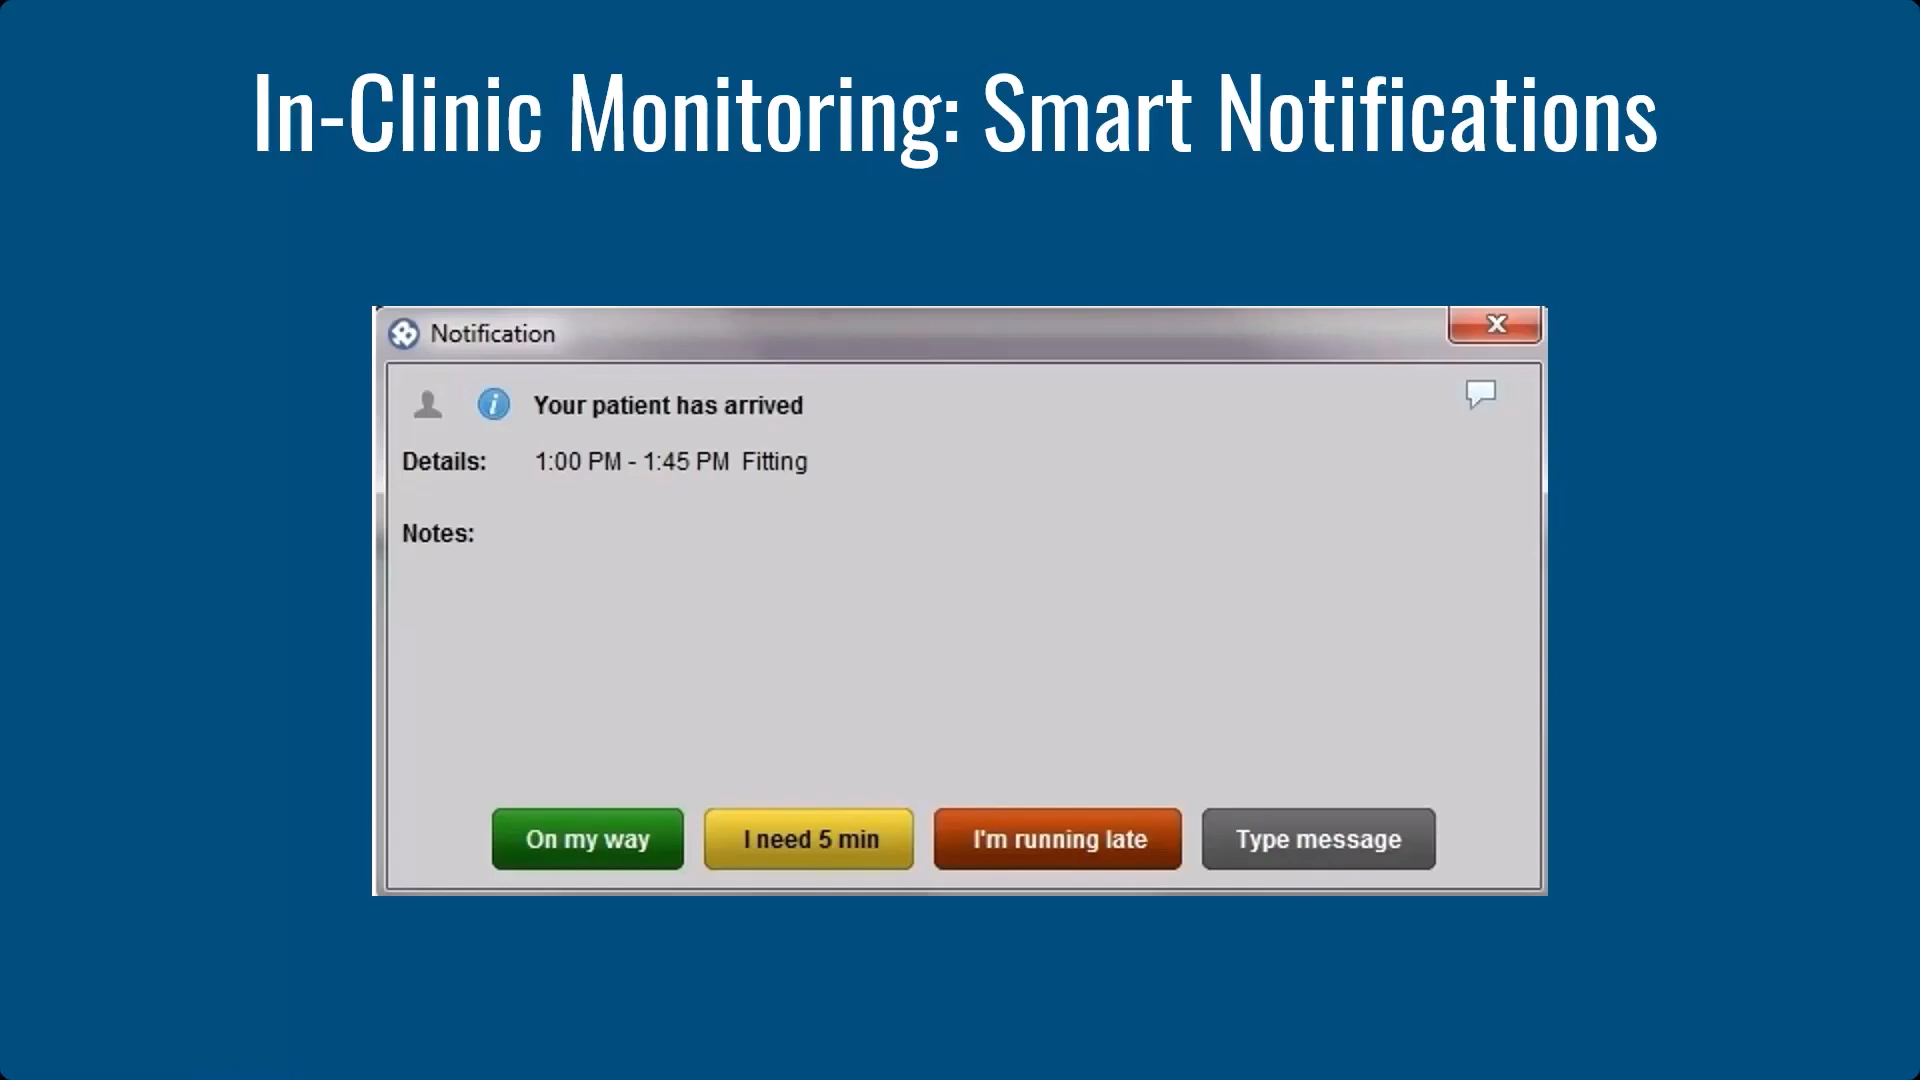 In-Clinic Monitoring: Smart Notifications
Notification
Your patient has arrived
Details: 1:00 PM - 1:45 PM Fitting
Notes:
On my way I need 5 min I'm running late Type message